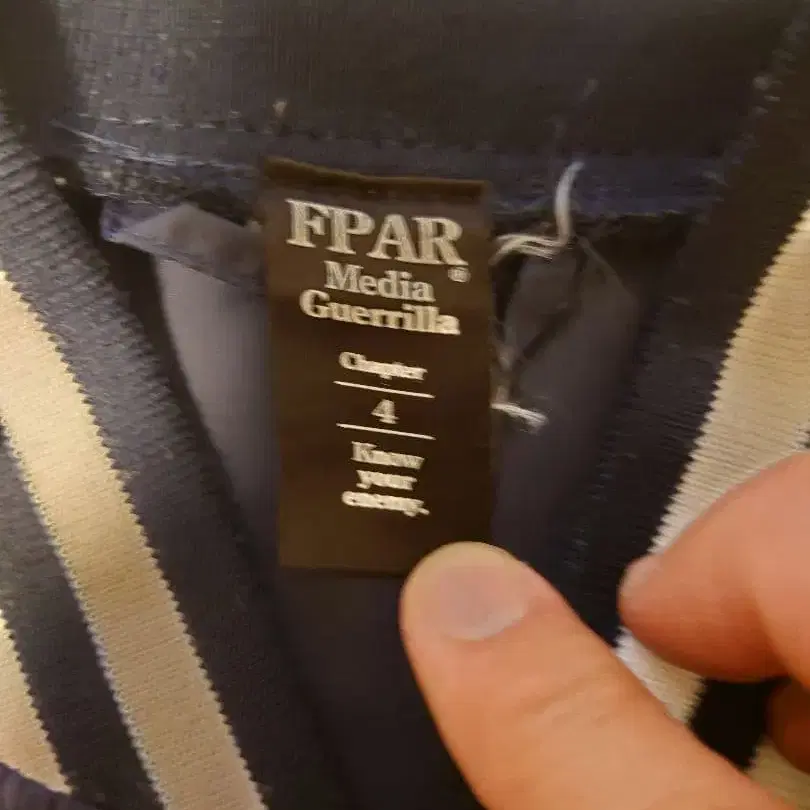 FPAR®
Media
Guerrilla
Chapter
4
Know
your
enemy.